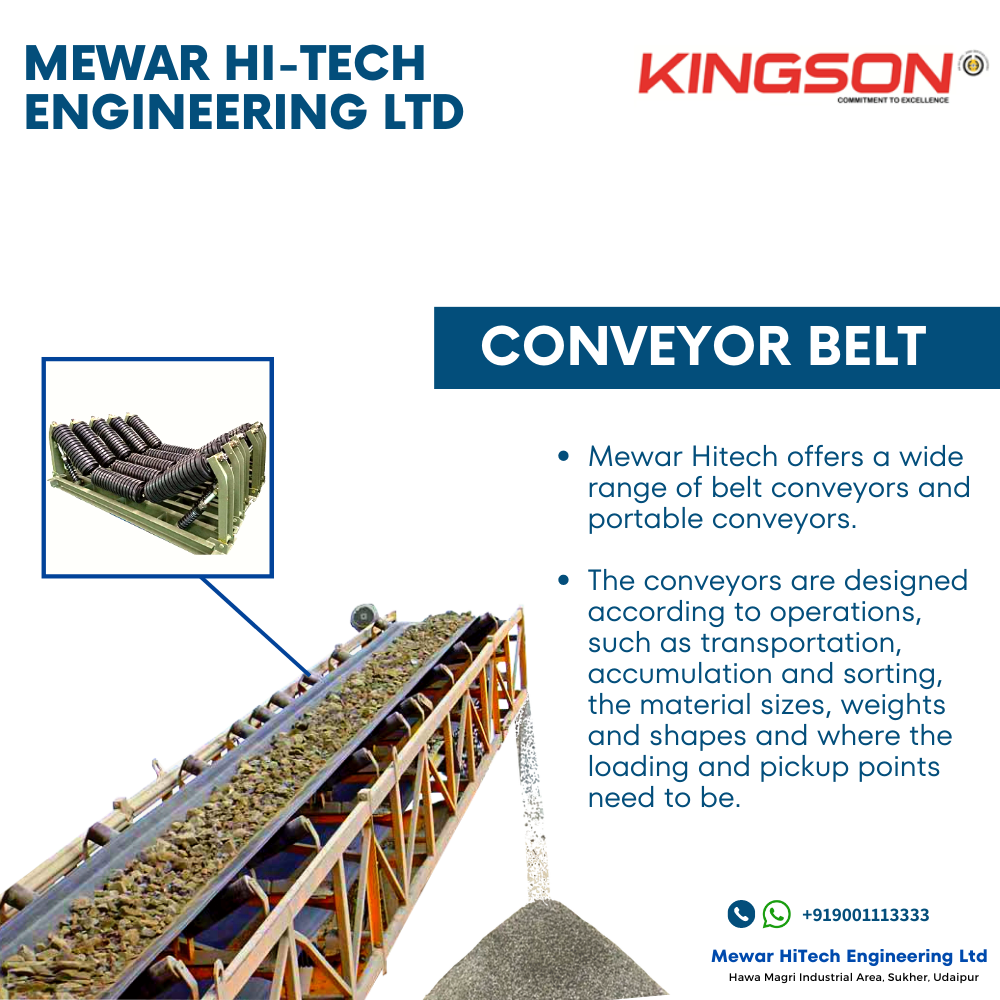 MEWAR HI-TECH
ENGINEERING LTD
KINGSON
COMMITMENT TO EXCELLENCE
CONVEYOR BELT
• Mewar Hitech offers a wide
range of belt conveyors and
portable conveyors.
• The conveyors are designed
according to operations,
such as transportation,
accumulation and sorting,
the material sizes, weights
and shapes and where the
loading and pickup points
need to be.
+919001113333
Mewar HiTech Engineering Ltd
Hawa Magri Industrial Area, Sukher, Udaipur